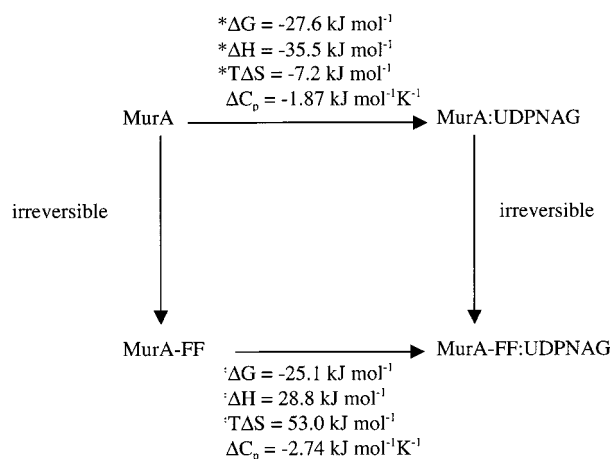 *ΔG = -27.6 kJ mol⁻¹
*ΔH = -35.5 kJ mol⁻¹
*TΔS = -7.2 kJ mol⁻¹
ΔCₚ = -1.87 kJ mol⁻¹K⁻¹
MurA MurA:UDPNAG
irreversible irreversible
MurA-FF MurA-FF:UDPNAG
*ΔG = -25.1 kJ mol⁻¹
*ΔH = 28.8 kJ mol⁻¹
*TΔS = 53.0 kJ mol⁻¹
ΔCₚ = -2.74 kJ mol⁻¹K⁻¹